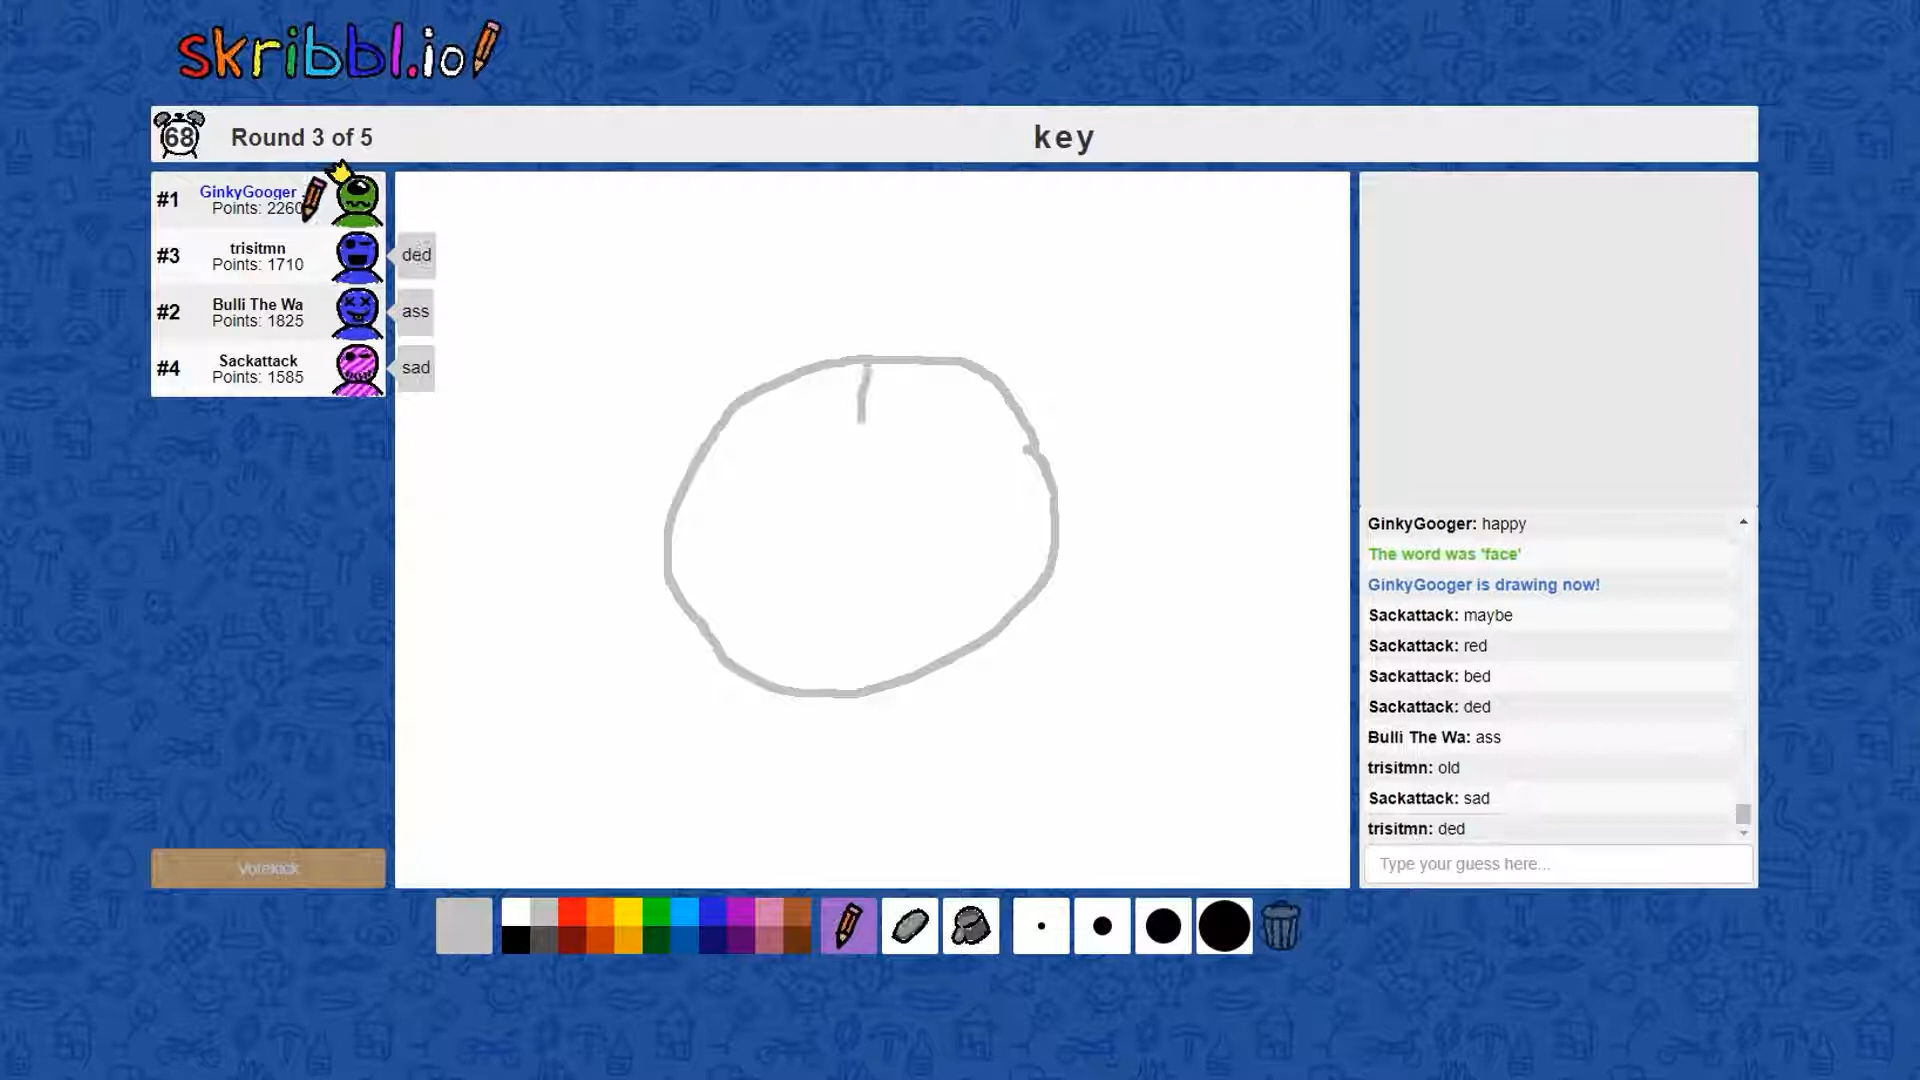 skribbl.io
68
Round 3 of 5
key
#1
GinkyGooger
Points: 2260
#3
trisitmn
Points: 1710
ded
#2
Bulli The Wa
Points: 1825
ass
#4
Sackattack
Points: 1585
sad
Votekick
GinkyGooger: happy
The word was 'face'
GinkyGooger is drawing now!
Sackattack: maybe
Sackattack: red
Sackattack: bed
Sackattack: ded
Bulli The Wa: ass
trisitmn: old
Sackattack: sad
trisitmn: ded
Type your guess here...